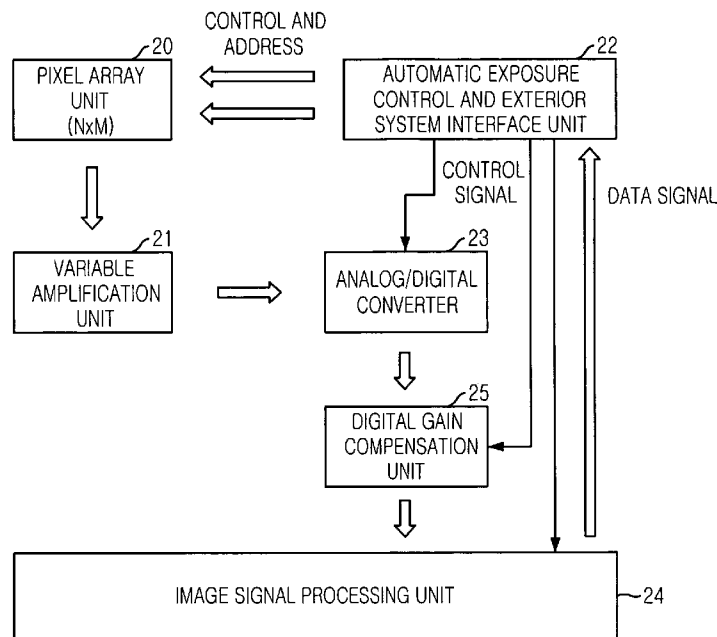 CONTROL AND
ADDRESS
20
PIXEL ARRAY
UNIT
(NxM)
22
AUTOMATIC EXPOSURE
CONTROL AND EXTERIOR
SYSTEM INTERFACE UNIT
CONTROL
SIGNAL
DATA SIGNAL
21
VARIABLE
AMPLIFICATION
UNIT
23
ANALOG/DIGITAL
CONVERTER
25
DIGITAL GAIN
COMPENSATION
UNIT
IMAGE SIGNAL PROCESSING UNIT
24